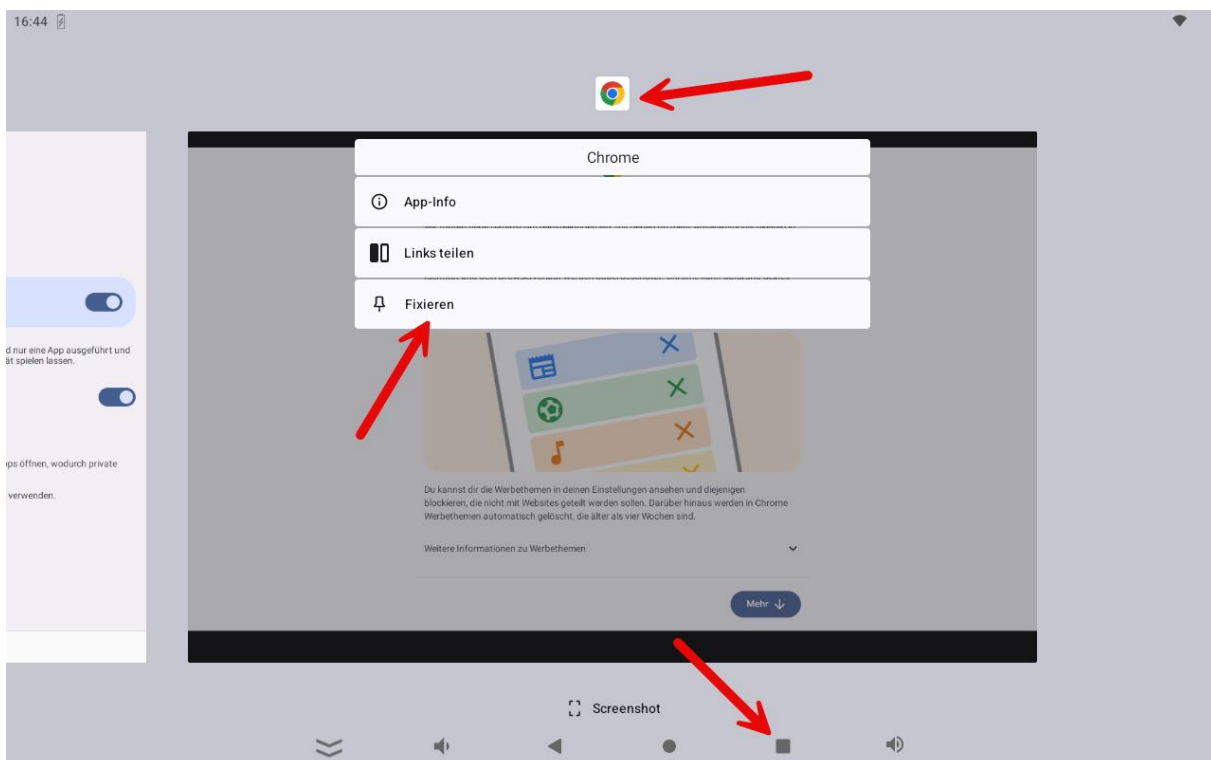 16:44
Chrome
App-Info
Links teilen
Fixieren
d nur eine App ausgeführt und
ät spielen lassen.
ops öffnen, wodurch private
verwenden.
Du kannst dir die Werbethemen in deinen Einstellungen ansehen und diejenigen
blockieren, die nicht mit Websites geteilt werden sollen. Darüber hinaus werden in Chrome
Werbethemen automatisch gelöscht, die älter als vier Wochen sind.
Weitere Informationen zu Werbethemen
Mehr
Screenshot